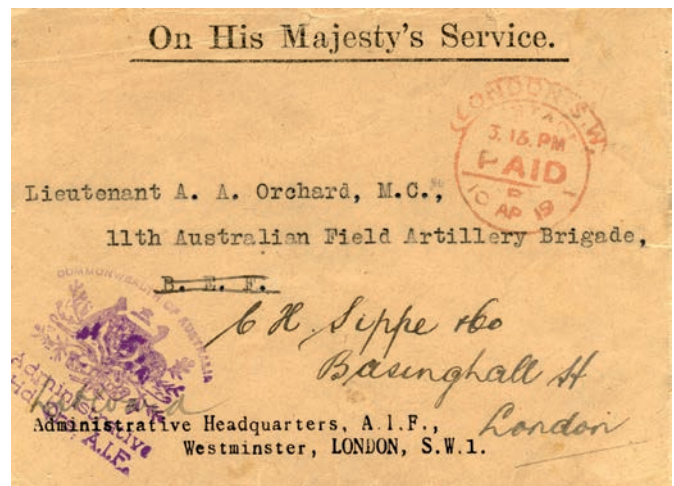 On His Majesty's Service.
LONDON.S.W.
3.15.PM
PAID
10 AP 19
Lieutenant A. A. Orchard, M.C.,
11th Australian Field Artillery Brigade,
B. E. F.
COMMONWEALTH OF AUSTRALIA
C H. Sippe &Co
Basinghall St
London
Administrative
A.I.F.
Administrative Headquarters, A.I.F.,
Westminster, LONDON, S.W.1.